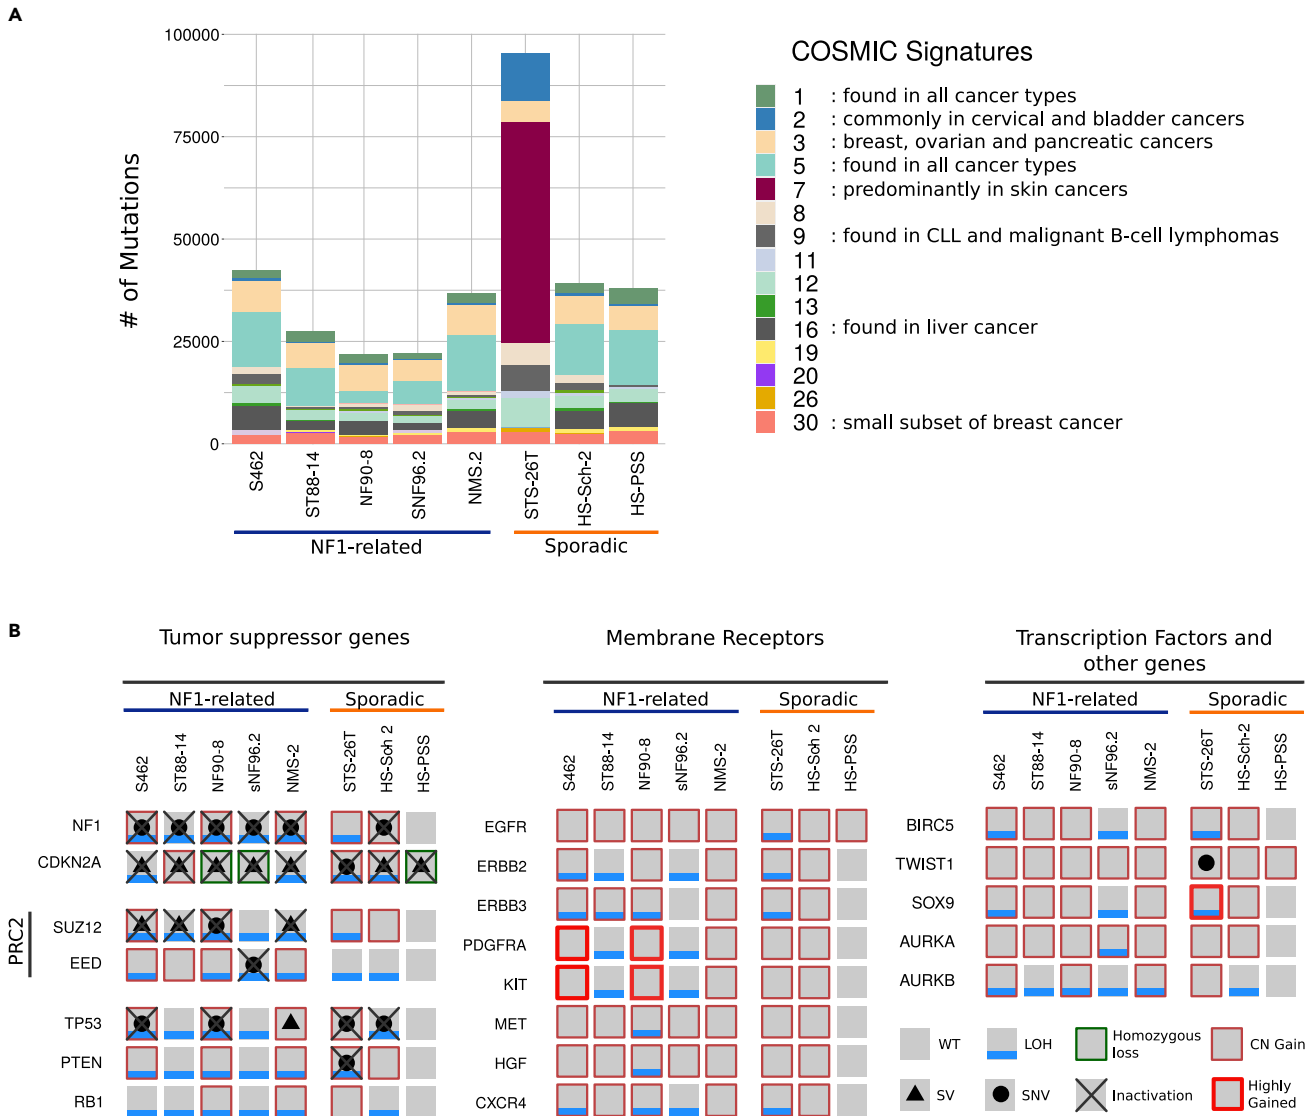 A
100000
75000
50000
25000
0
# of Mutations
S462
ST88-14
NF90-8
SNF96.2
NMS.2
STS-26T
HS-Sch-2
HS-PSS
NF1-related
Sporadic
COSMIC Signatures
1 : found in all cancer types
2 : commonly in cervical and bladder cancers
3 : breast, ovarian and pancreatic cancers
5 : found in all cancer types
7 : predominantly in skin cancers
8
9 : found in CLL and malignant B-cell lymphomas
11
12
13
16 : found in liver cancer
19
20
26
30 : small subset of breast cancer
B
Tumor suppressor genes
NF1-related
Sporadic
S462
ST88-14
NF90-8
sNF96.2
NMS-2
STS-26T
HS-Sch 2
HS-PSS
NF1
CDKN2A
PRC2
SUZ12
EED
TP53
PTEN
RB1
Membrane Receptors
NF1-related
Sporadic
S462
ST88-14
NF90-8
sNF96.2
NMS-2
STS-26T
HS-Sch 2
HS-PSS
EGFR
ERBB2
ERBB3
PDGFRA
KIT
MET
HGF
CXCR4
Transcription Factors and
other genes
NF1-related
Sporadic
S462
ST88-14
NF90-8
sNF96.2
NMS-2
STS-26T
HS-Sch-2
HS-PSS
BIRC5
TWIST1
SOX9
AURKA
AURKB
WT
LOH
Homozygous
loss
CN Gain
SV
SNV
Inactivation
Highly
Gained